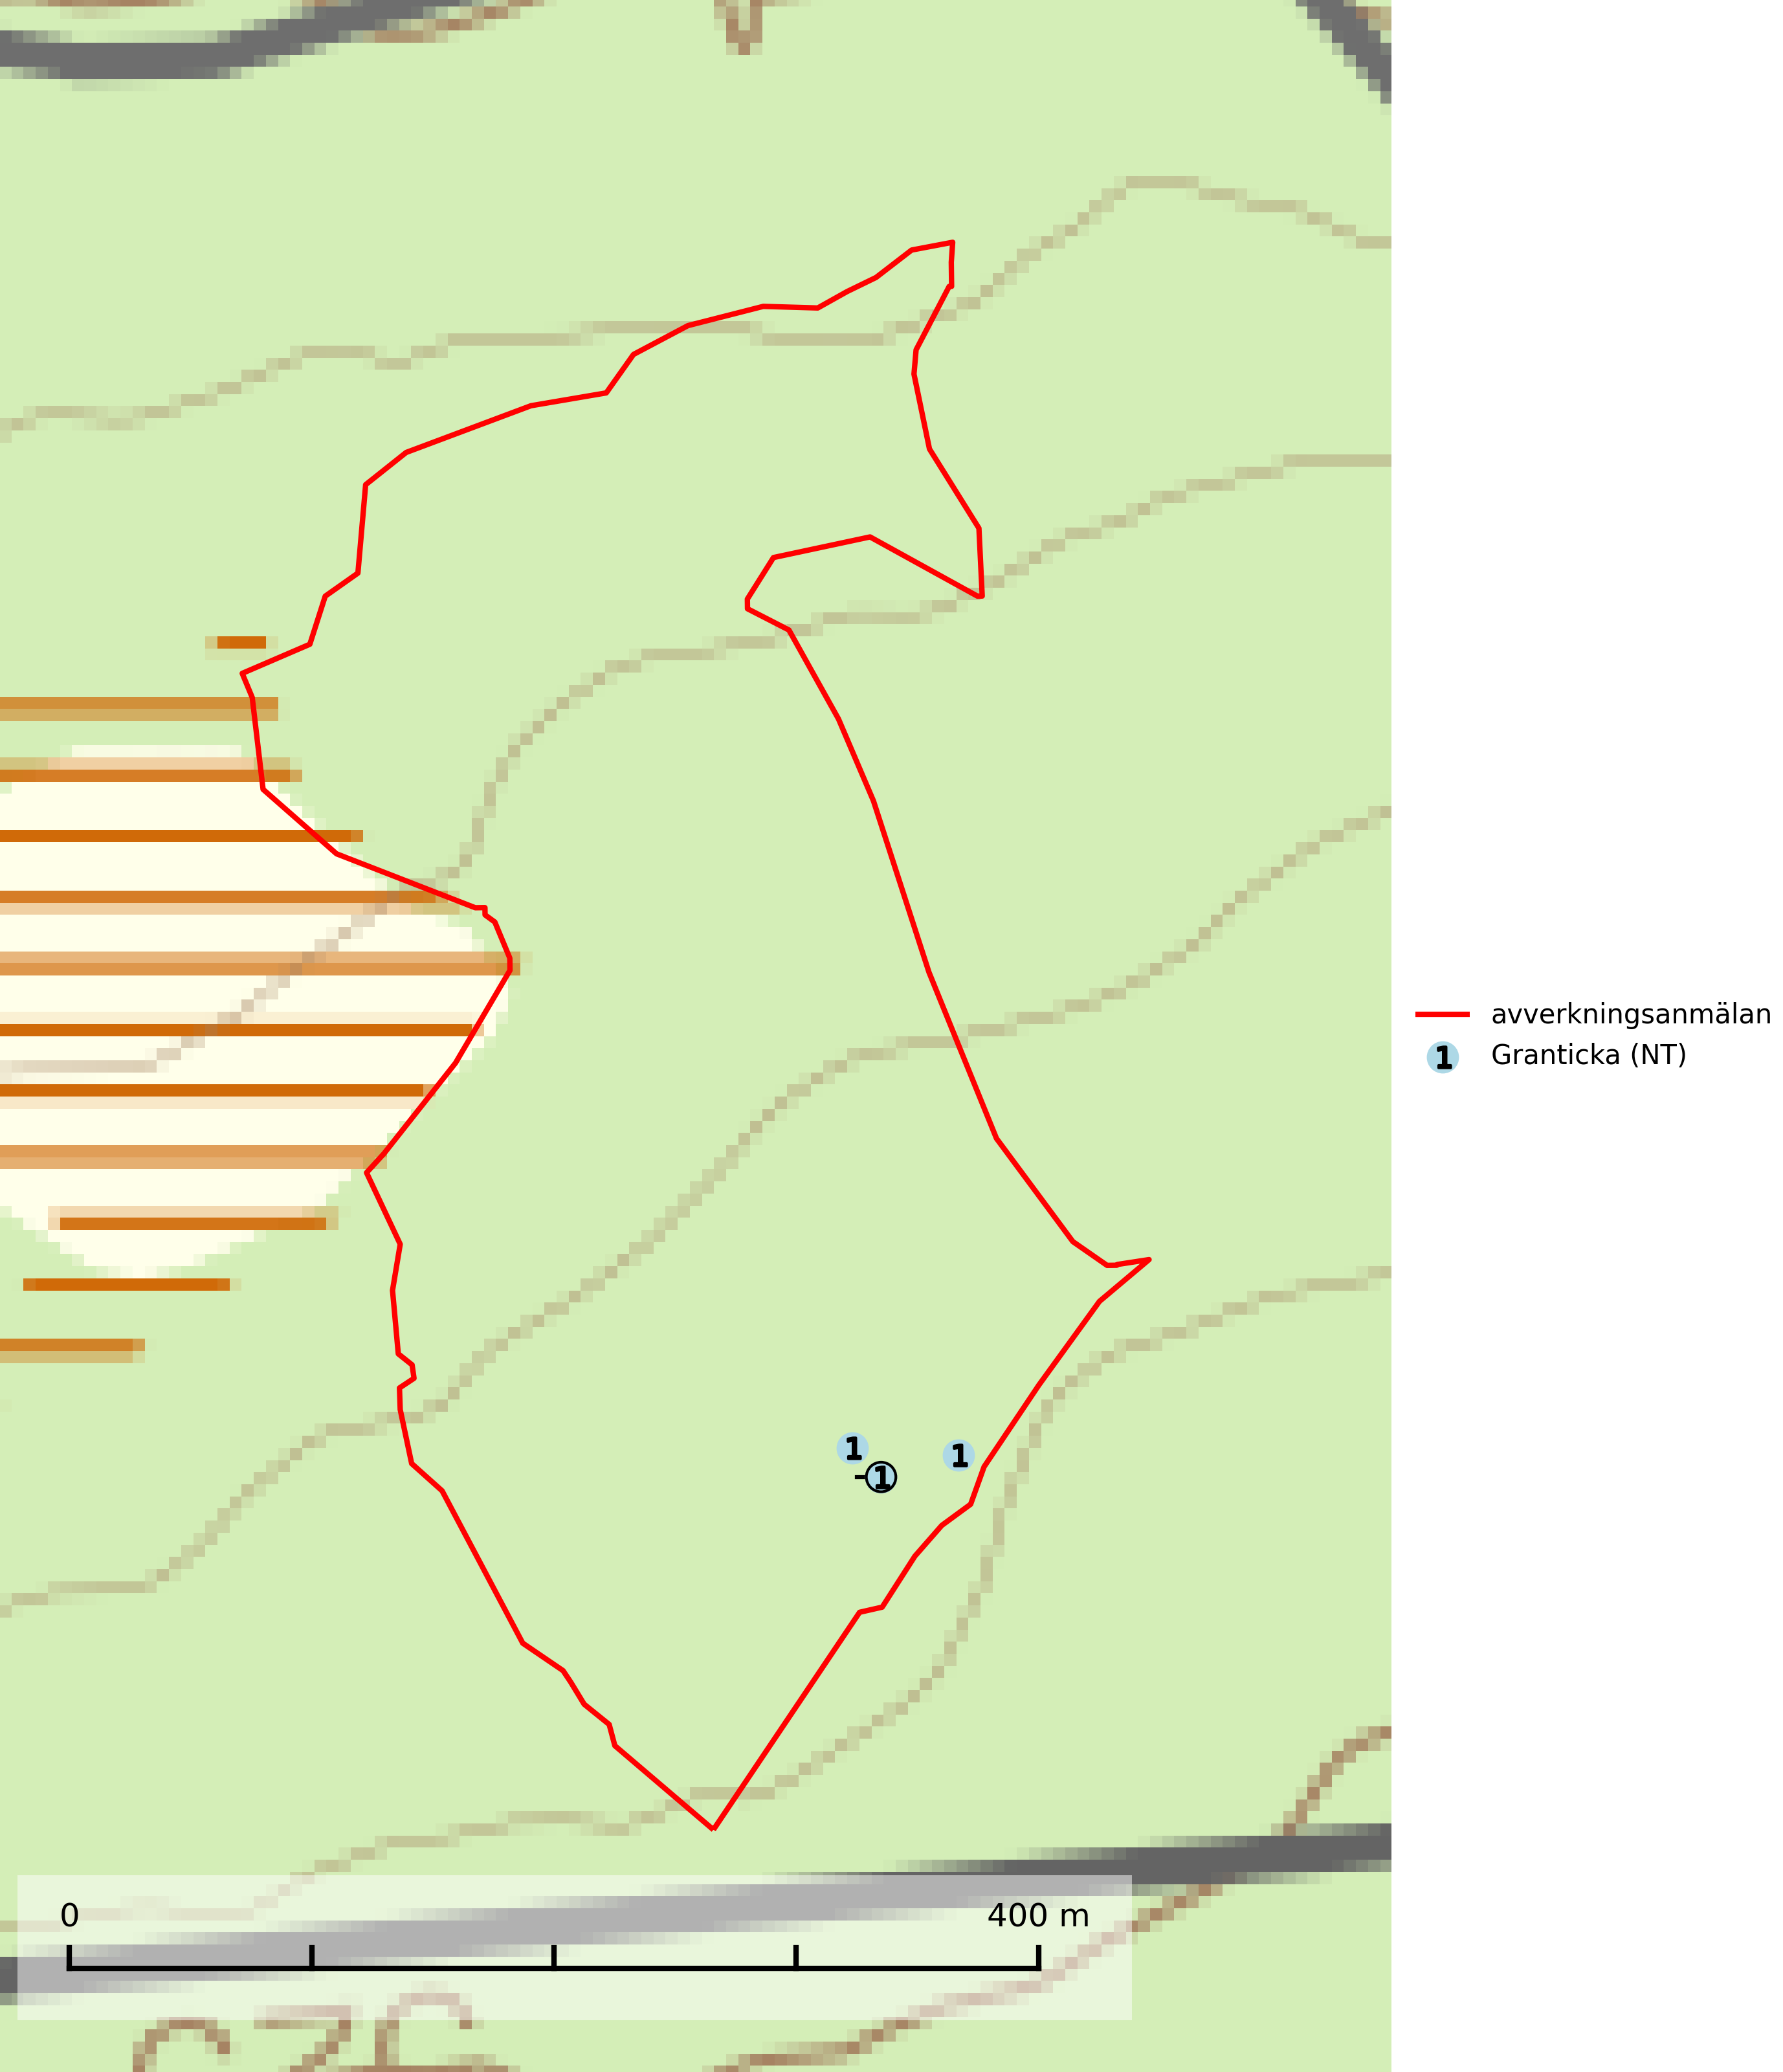 avverkningsanmälan
1 Granticka (NT)
1
1
1
0 400 m